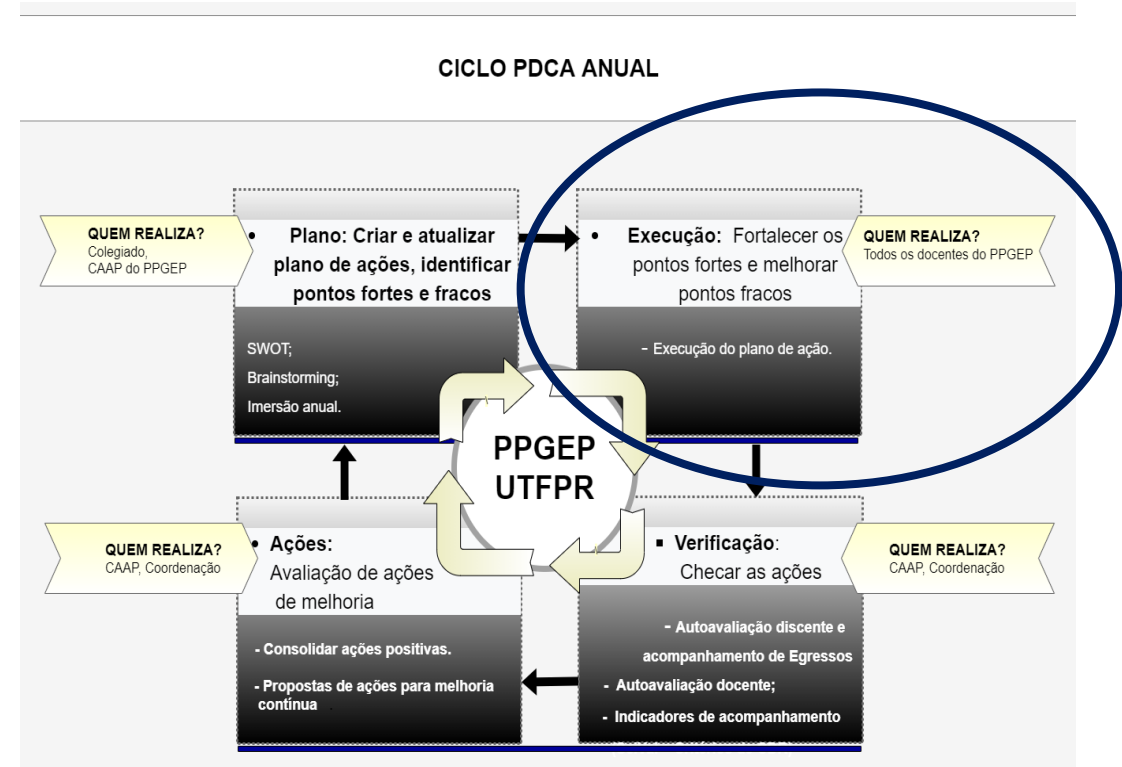 CICLO PDCA ANUAL
QUEM REALIZA?
Colegiado,
CAAP do PPGEP
• Plano: Criar e atualizar
plano de ações, identificar
pontos fortes e fracos
SWOT;
Brainstorming;
Imersão anual.
• Execução: Fortalecer os
pontos fortes e melhorar
pontos fracos
- Execução do plano de ação.
QUEM REALIZA?
Todos os docentes do PPGEP
PPGEP
UTFPR
QUEM REALIZA?
CAAP, Coordenação
• Ações:
Avaliação de ações
de melhoria
- Consolidar ações positivas.
- Propostas de ações para melhoria
contínua
▪ Verificação:
Checar as ações
- Autoavaliação discente e
acompanhamento de Egressos
- Autoavaliação docente;
- Indicadores de acompanhamento
QUEM REALIZA?
CAAP, Coordenação